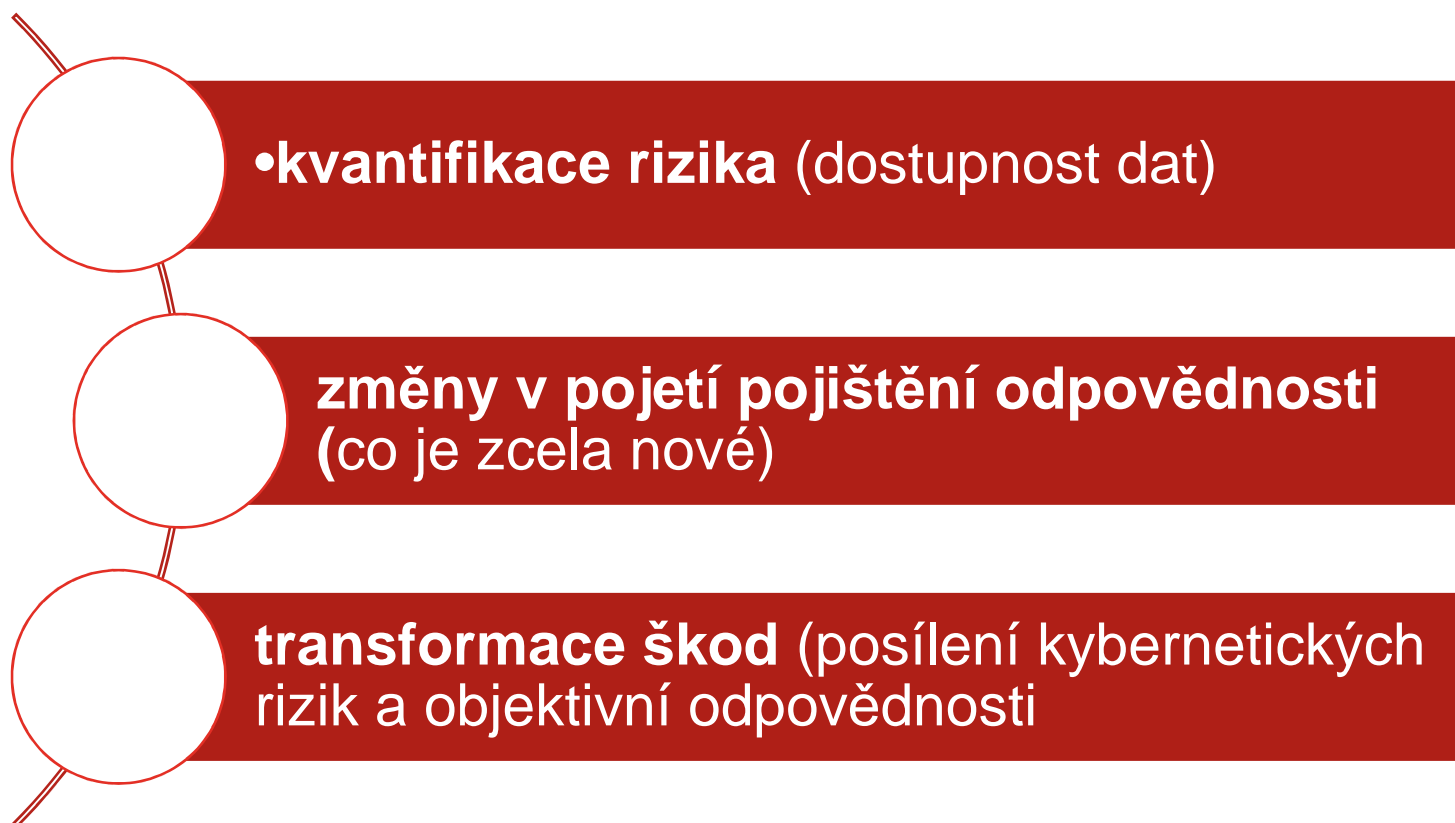 •kvantifikace rizika (dostupnost dat)
změny v pojetí pojištění odpovědnosti
(co je zcela nové)
transformace škod (posílení kybernetických
rizik a objektivní odpovědnosti